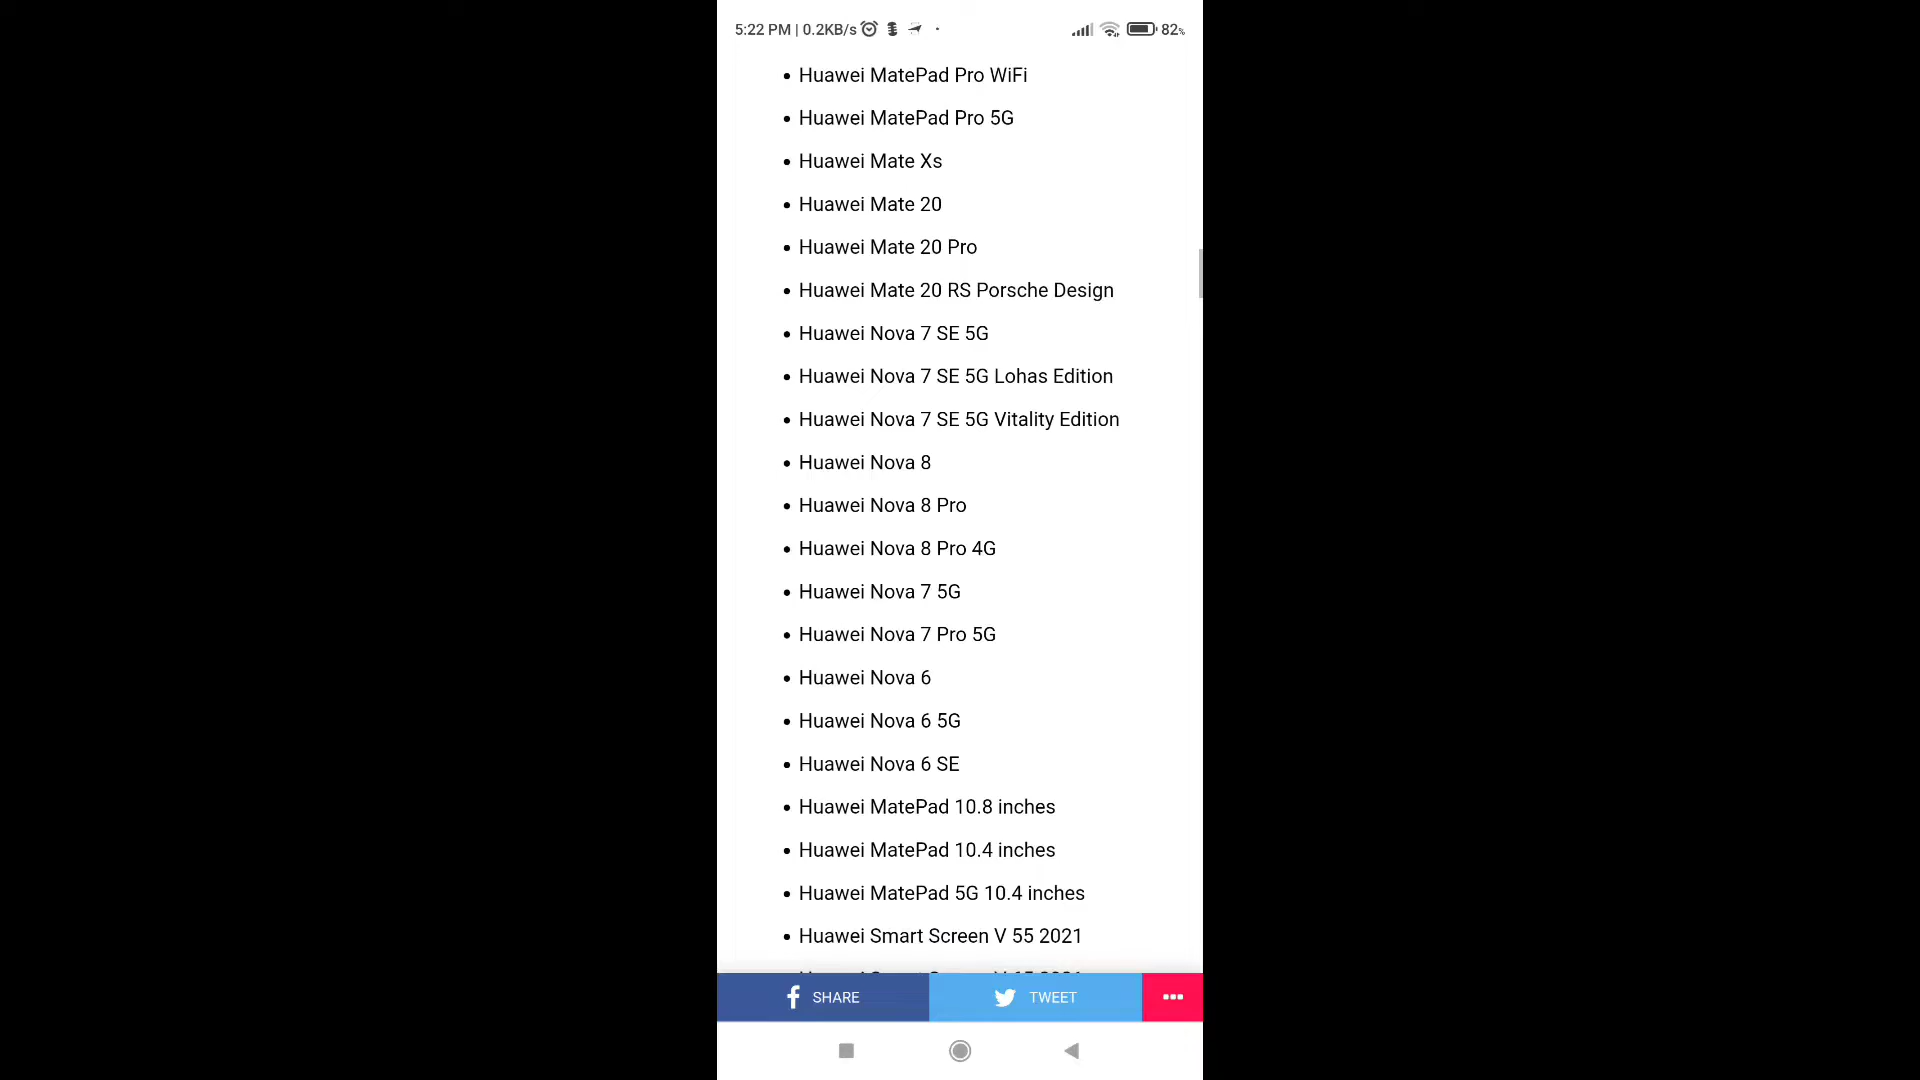 5:22 PM | 0.2KB/s 82%
Huawei MatePad Pro WiFi
Huawei MatePad Pro 5G
Huawei Mate Xs
Huawei Mate 20
Huawei Mate 20 Pro
Huawei Mate 20 RS Porsche Design
Huawei Nova 7 SE 5G
Huawei Nova 7 SE 5G Lohas Edition
Huawei Nova 7 SE 5G Vitality Edition
Huawei Nova 8
Huawei Nova 8 Pro
Huawei Nova 8 Pro 4G
Huawei Nova 7 5G
Huawei Nova 7 Pro 5G
Huawei Nova 6
Huawei Nova 6 5G
Huawei Nova 6 SE
Huawei MatePad 10.8 inches
Huawei MatePad 10.4 inches
Huawei MatePad 5G 10.4 inches
Huawei Smart Screen V 55 2021
SHARE TWEET